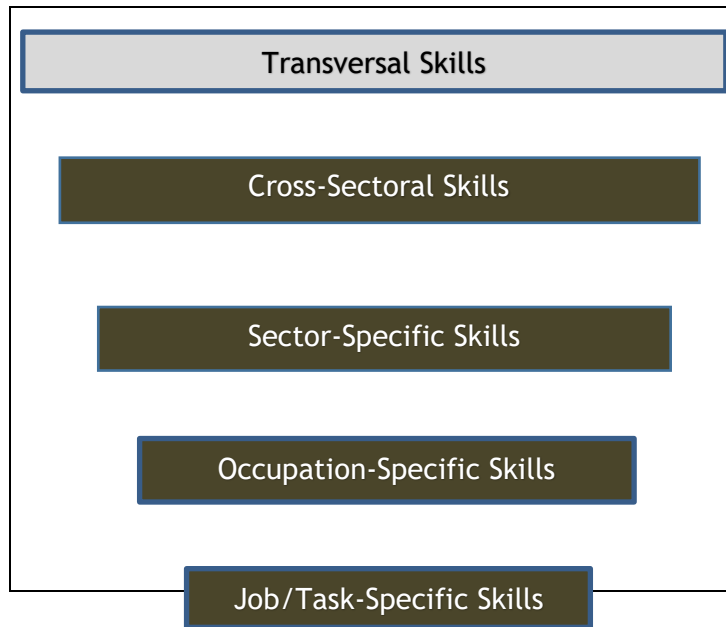 Transversal Skills
Cross-Sectoral Skills
Sector-Specific Skills
Occupation-Specific Skills
Job/Task-Specific Skills